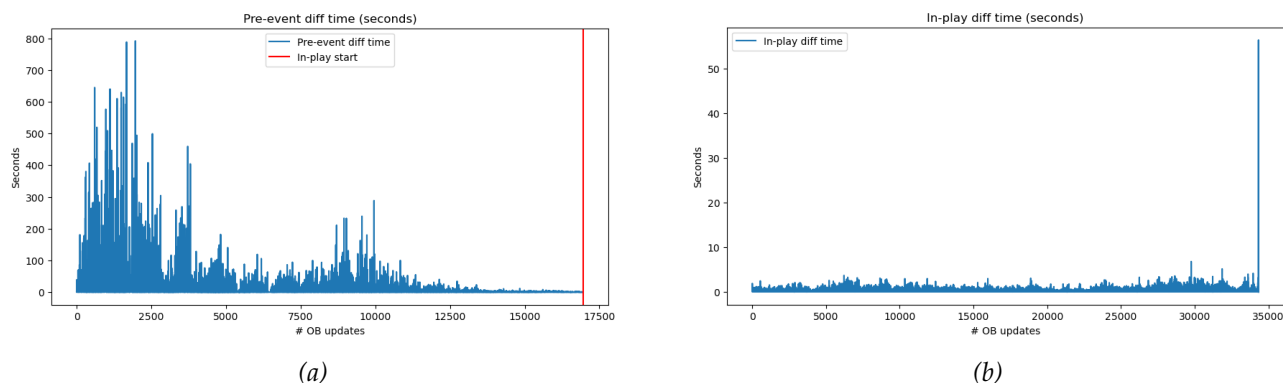 Pre-event diff time (seconds)
Pre-event diff time
In-play start
800
700
600
500
400
300
200
100
0
Seconds
0 2500 5000 7500 10000 12500 15000 17500
# OB updates
(a)
In-play diff time (seconds)
In-play diff time
50
40
30
20
10
0
Seconds
0 5000 10000 15000 20000 25000 30000 35000
# OB updates
(b)